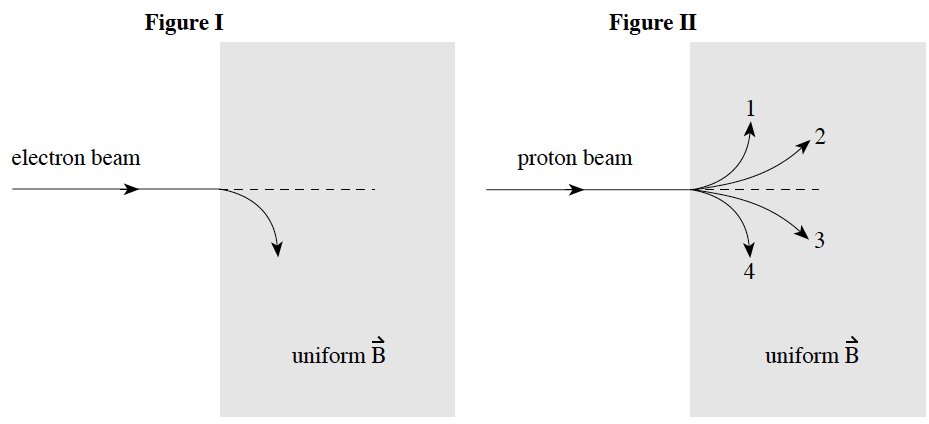 Figure I
electron beam
uniform B⃗
Figure II
proton beam
1
2
3
4
uniform B⃗